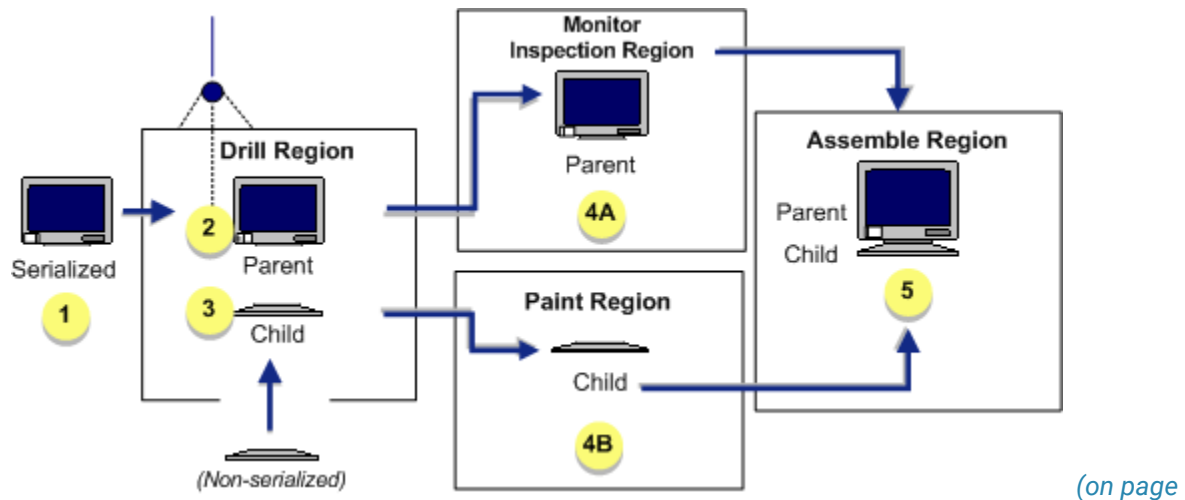 Monitor
Inspection Region
Parent
4A
Drill Region
2
Parent
3
Child
Serialized
1
(Non-serialized)
Paint Region
Child
4B
Assemble Region
Parent
Child
5
(on page